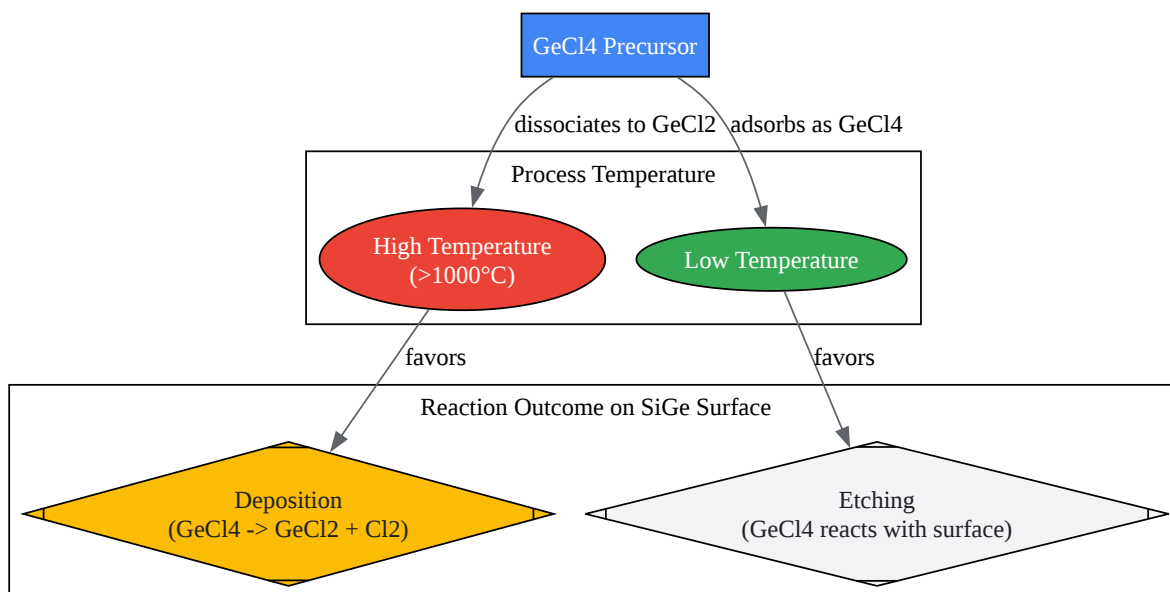 GeCl4 Precursor
dissociates to GeCl2
adsorbs as GeCl4
Process Temperature
High Temperature
(>1000°C)
Low Temperature
favors
favors
Reaction Outcome on SiGe Surface
Deposition
(GeCl4 -> GeCl2 + Cl2)
Etching
(GeCl4 reacts with surface)